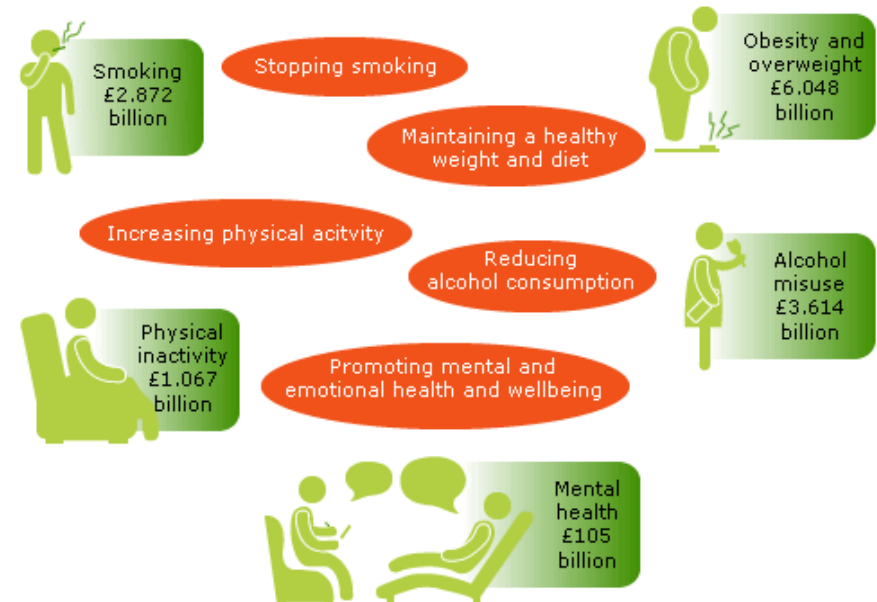 Smoking
£2.872
billion
Stopping smoking
Obesity and
overweight
£6.048
billion
Maintaining a healthy
weight and diet
Increasing physical acitvity
Reducing
alcohol consumption
Alcohol
misuse
£3.614
billion
Physical
inactivity
£1.067
billion
Promoting mental and
emotional health and wellbeing
Mental
health
£105
billion